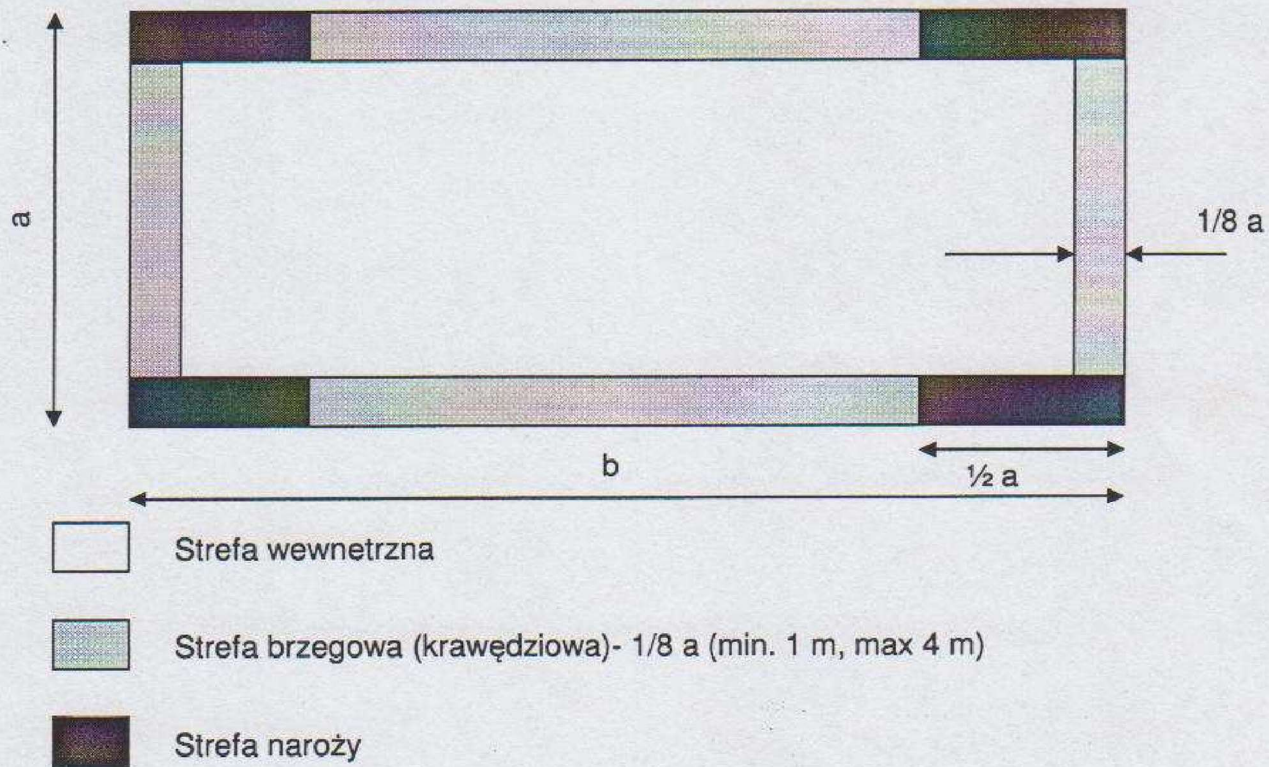 a
1/8 a
b
½ a
Strefa wewnetrzna
Strefa brzegowa (krawędziowa)- 1/8 a (min. 1 m, max 4 m)
Strefa naroży